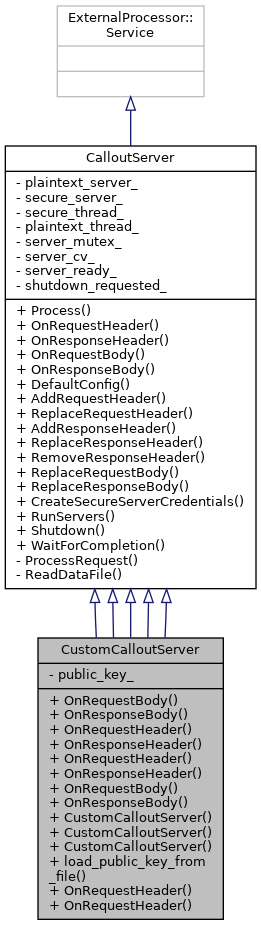 ExternalProcessor::
Service
CalloutServer
- plaintext_server_
- secure_server_
- secure_thread_
- plaintext_thread_
- server_mutex_
- server_cv_
- server_ready_
- shutdown_requested_
+ Process()
+ OnRequestHeader()
+ OnResponseHeader()
+ OnRequestBody()
+ OnResponseBody()
+ DefaultConfig()
+ AddRequestHeader()
+ ReplaceRequestHeader()
+ AddResponseHeader()
+ ReplaceResponseHeader()
+ RemoveResponseHeader()
+ ReplaceRequestBody()
+ ReplaceResponseBody()
+ CreateSecureServerCredentials()
+ RunServers()
+ Shutdown()
+ WaitForCompletion()
- ProcessRequest()
- ReadDataFile()
CustomCalloutServer
- public_key_
+ OnRequestBody()
+ OnResponseBody()
+ OnRequestHeader()
+ OnResponseHeader()
+ OnRequestHeader()
+ OnResponseHeader()
+ OnRequestBody()
+ OnResponseBody()
+ CustomCalloutServer()
+ CustomCalloutServer()
+ CustomCalloutServer()
+ load_public_key_from
_file()
+ OnRequestHeader()
+ OnRequestHeader()